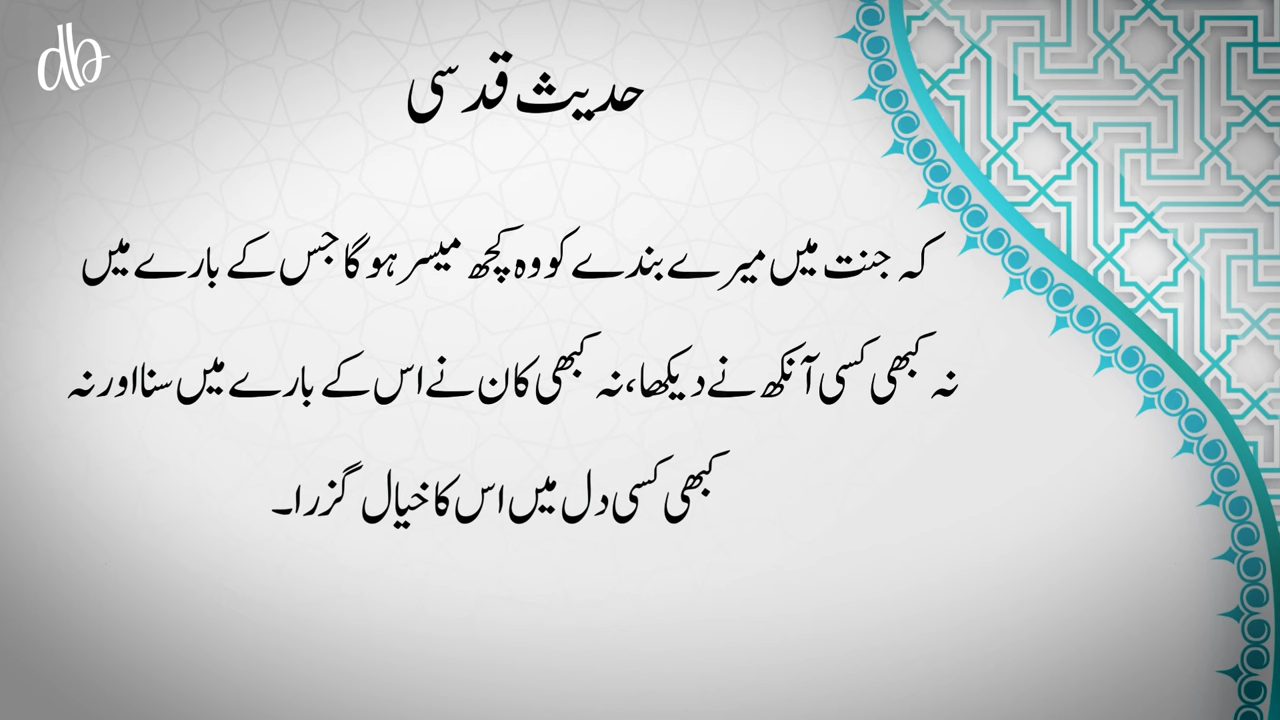 db
حدیث قدسی
کہ جنت میں میرے بندے کو وہ کچھ میسر ہو گا جس کے بارے میں
نہ کبھی کسی آنکھ نے دیکھا، نہ کبھی کان نے اس کے بارے میں سنا اور نہ
کبھی کسی دل میں اس کا خیال گزرا۔